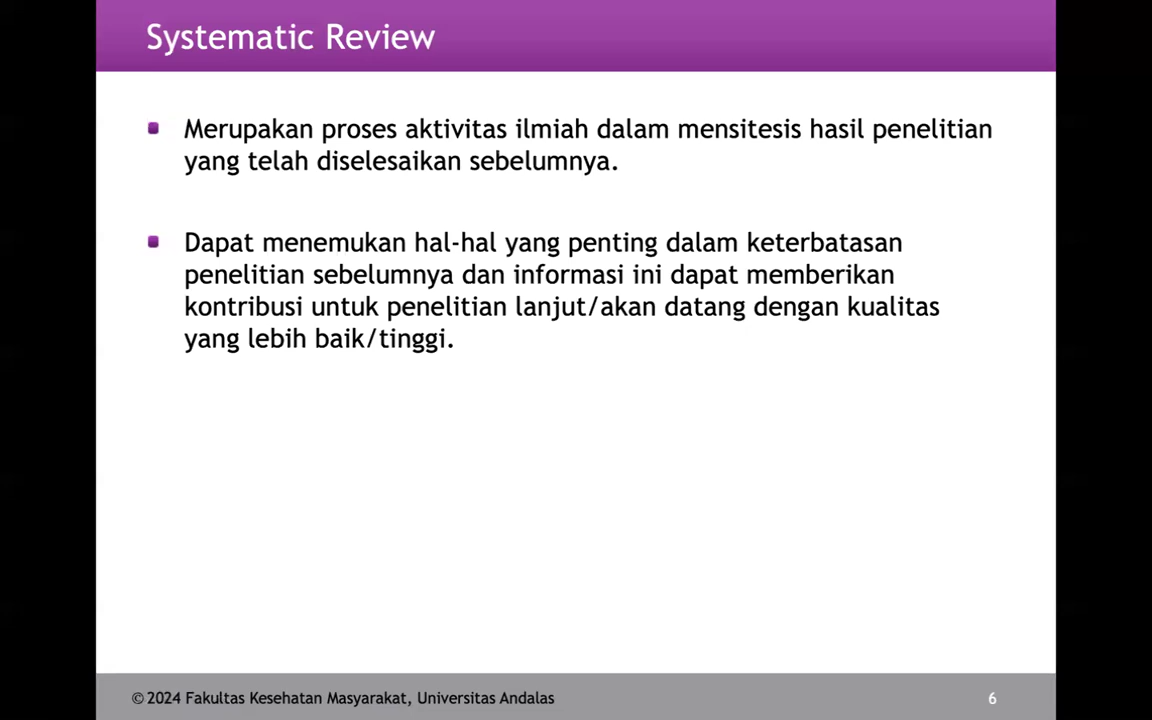 Systematic Review
Merupakan proses aktivitas ilmiah dalam mensitesis hasil penelitian
yang telah diselesaikan sebelumnya.
Dapat menemukan hal-hal yang penting dalam keterbatasan
penelitian sebelumnya dan informasi ini dapat memberikan
kontribusi untuk penelitian lanjut/akan datang dengan kualitas
yang lebih baik/tinggi.
© 2024 Fakultas Kesehatan Masyarakat, Universitas Andalas
6